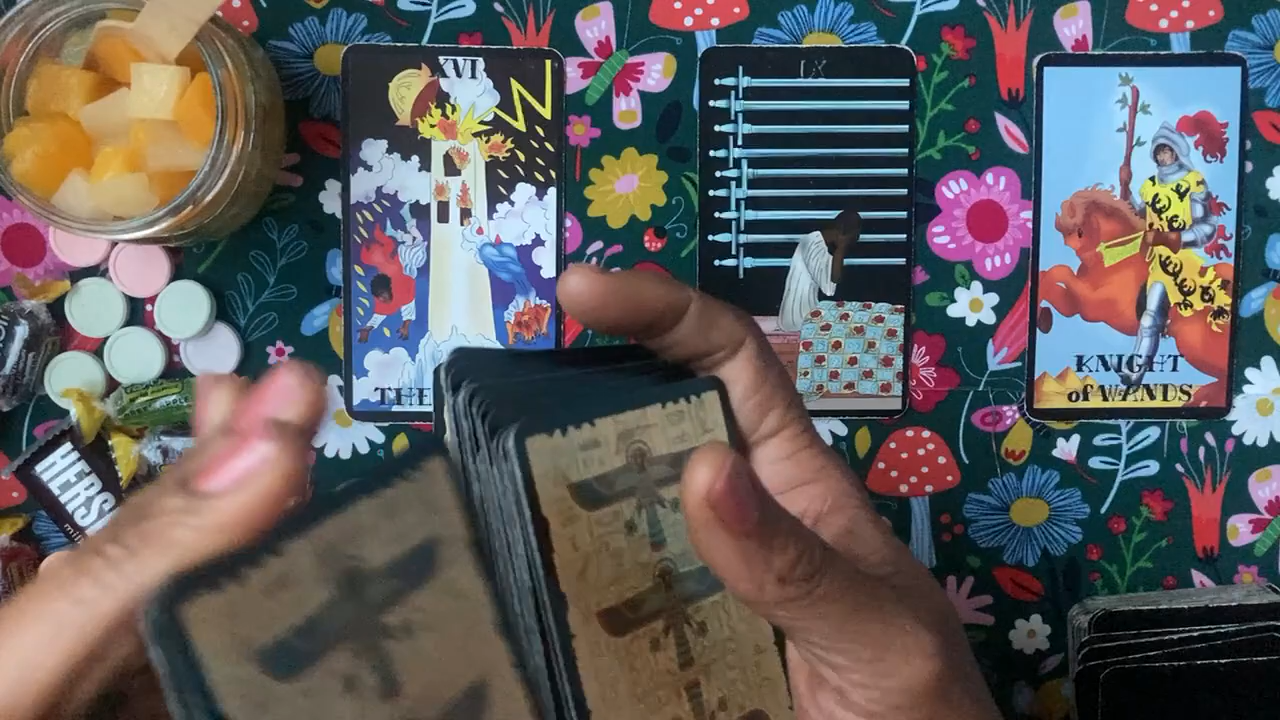 XVI
THE
IX
KNIGHT
of WANDS
HERS